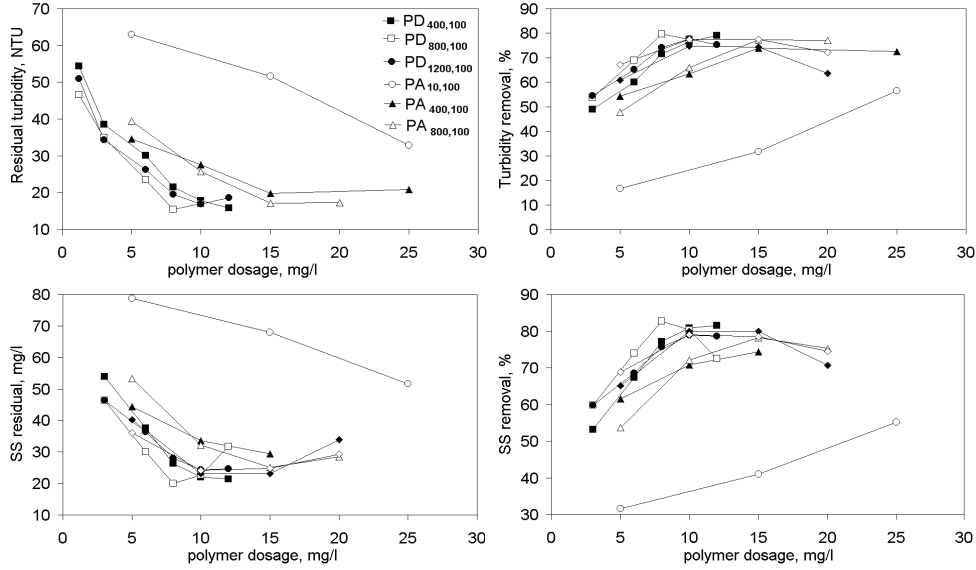 70
60
50
40
30
20
10
0 5 10 15 20 25 30
Residual turbidity, NTU
polymer dosage, mg/l
PD400,100
PD800,100
PD1200,100
PA10,100
PA400,100
PA800,100
90
80
70
60
50
40
30
20
10
0
0 5 10 15 20 25 30
Turbidity removal, %
polymer dosage, mg/l
80
70
60
50
40
30
20
10
0 5 10 15 20 25 30
SS residual, mg/l
polymer dosage, mg/l
90
80
70
60
50
40
30
0 5 10 15 20 25 30
SS removal, %
polymer dosage, mg/l